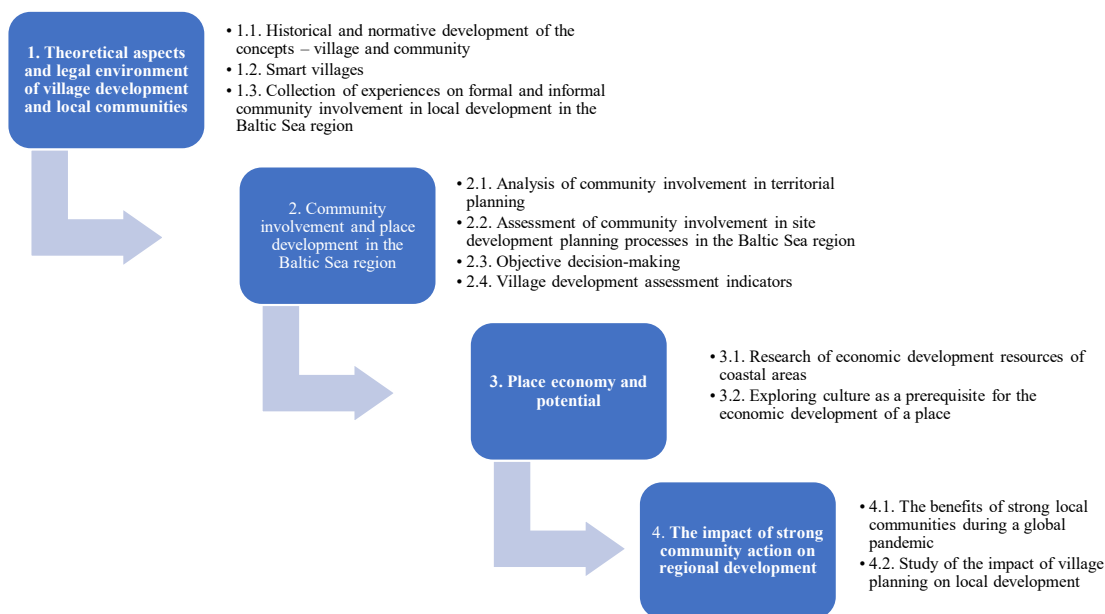 1. Theoretical aspects
and legal environment
of village development
and local communities
• 1.1. Historical and normative development of the
concepts – village and community
• 1.2. Smart villages
• 1.3. Collection of experiences on formal and informal
community involvement in local development in the
Baltic Sea region
2. Community
involvement and place
development in the
Baltic Sea region
• 2.1. Analysis of community involvement in territorial
planning
• 2.2. Assessment of community involvement in site
development planning processes in the Baltic Sea region
• 2.3. Objective decision-making
• 2.4. Village development assessment indicators
3. Place economy and
potential
• 3.1. Research of economic development resources of
coastal areas
• 3.2. Exploring culture as a prerequisite for the
economic development of a place
4. The impact of strong
community action on
regional development
• 4.1. The benefits of strong local
communities during a global
pandemic
• 4.2. Study of the impact of village
planning on local development